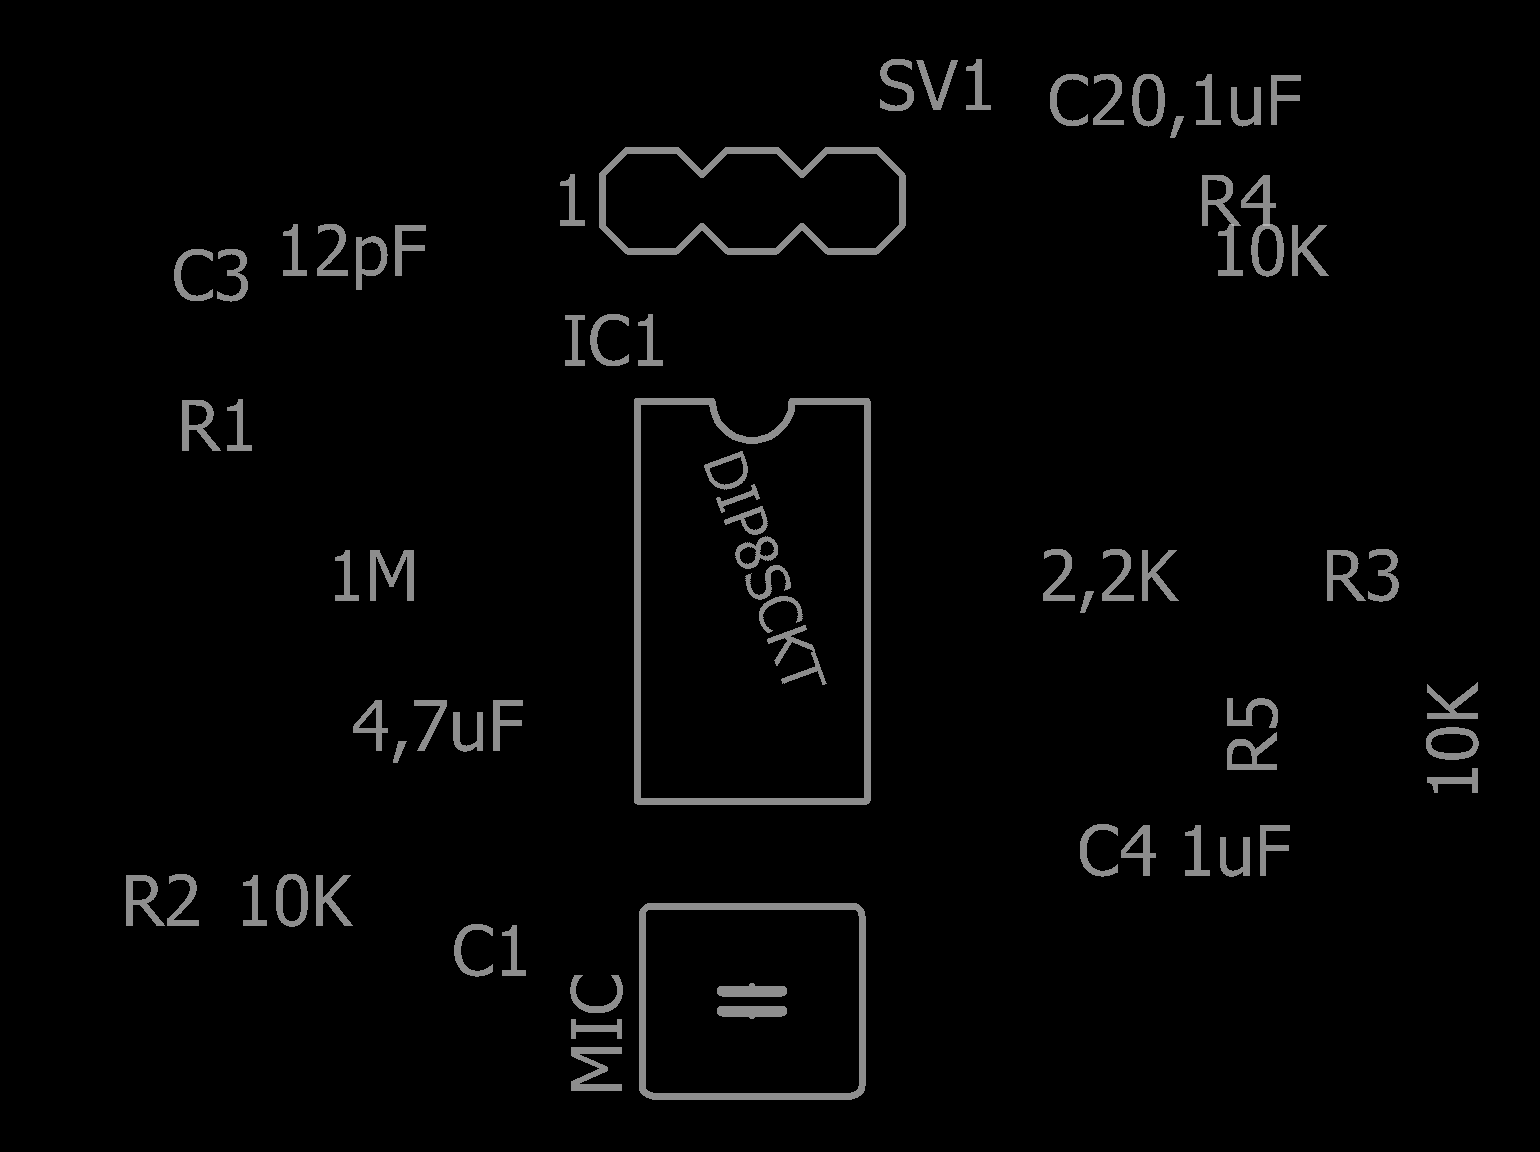 SV1
C20,1uF
1
R4
10K
12pF
C3
IC1
R1
DIP8SCKT
1M
2,2K
R3
4,7uF
R5
10K
C4 1uF
R2 10K
C1
MIC